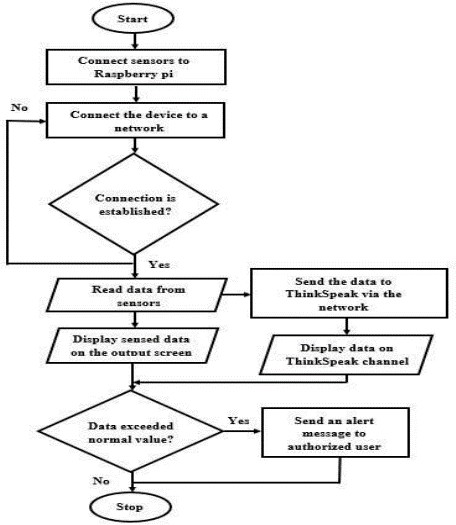 Start
Connect sensors to
Raspberry pi
No
Connect the device to a
network
Connection is
established?
Yes
Read data from
sensors
Send the data to
ThinkSpeak via the
network
Display sensed data
on the output screen
Display data on
ThinkSpeak channel
Data exceeded
normal value?
Yes
Send an alert
message to
authorized user
No
Stop